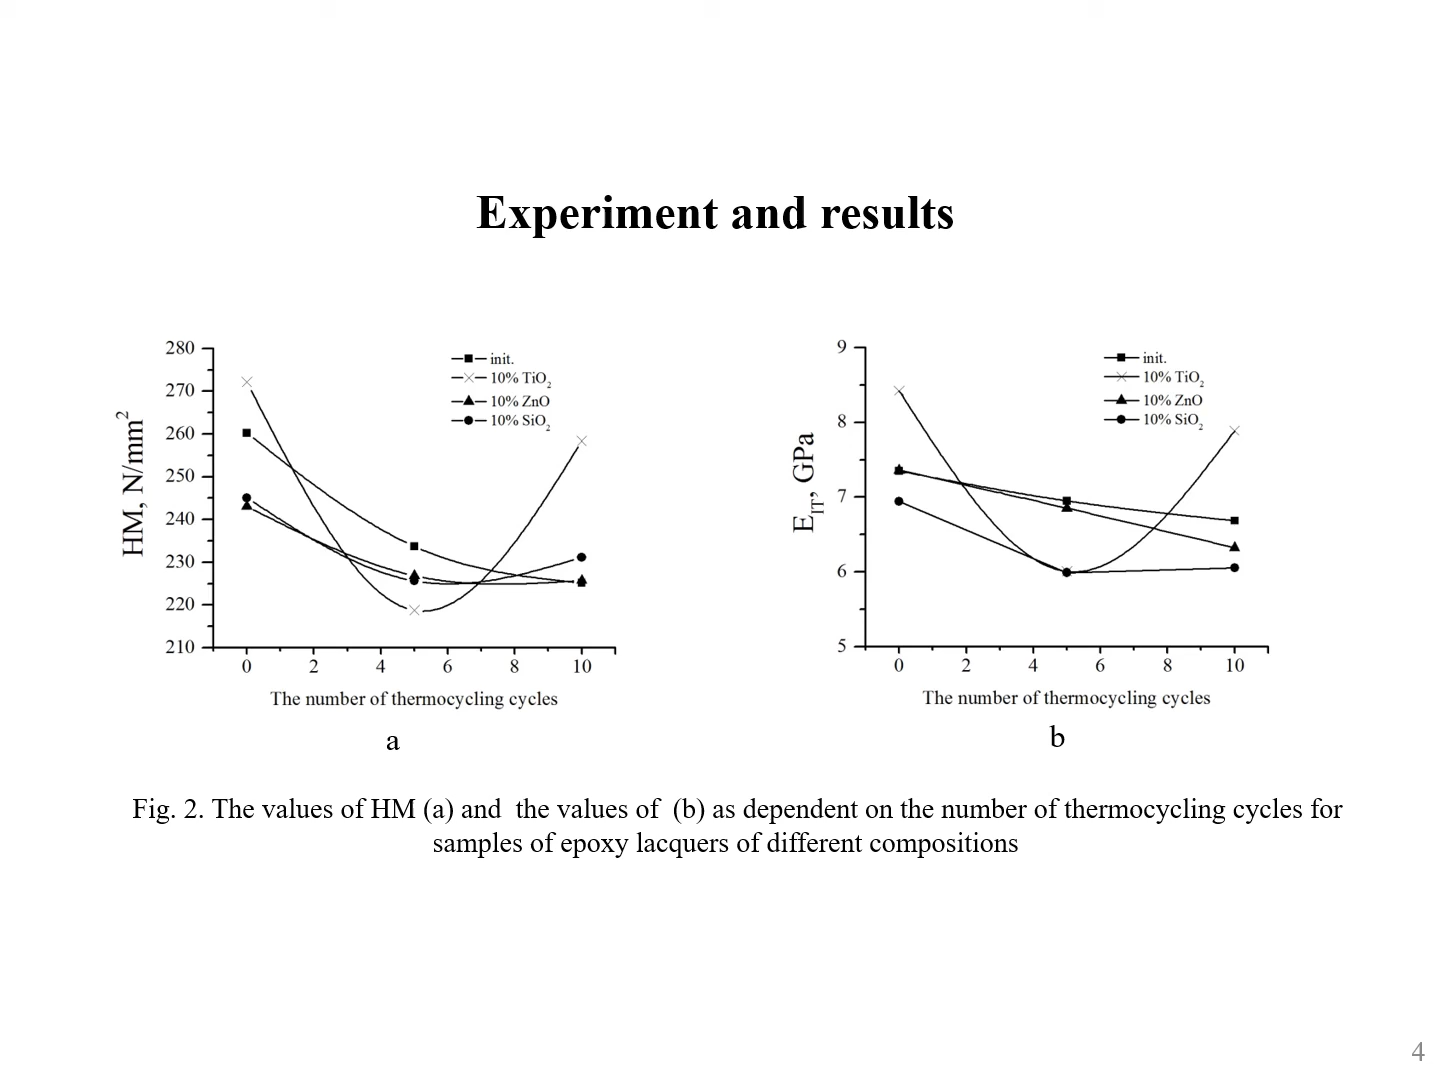 Experiment and results
280
270
260
250
240
230
220
210
HM, N/mm²
init.
10% TiO₂
10% ZnO
10% SiO₂
0 2 4 6 8 10
The number of thermocycling cycles
a
9
8
7
6
5
E_IT, GPa
init.
10% TiO₂
10% ZnO
10% SiO₂
0 2 4 6 8 10
The number of thermocycling cycles
b
Fig. 2. The values of HM (a) and  the values of  (b) as dependent on the number of thermocycling cycles for
samples of epoxy lacquers of different compositions
4